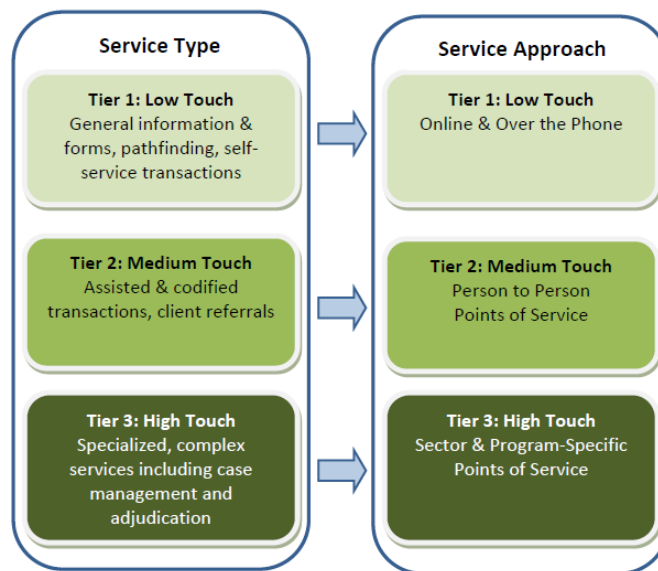 Service Type
Tier 1: Low Touch
General information &
forms, pathfinding, self-
service transactions
Tier 2: Medium Touch
Assisted & codified
transactions, client referrals
Tier 3: High Touch
Specialized, complex
services including case
management and
adjudication
Service Approach
Tier 1: Low Touch
Online & Over the Phone
Tier 2: Medium Touch
Person to Person
Points of Service
Tier 3: High Touch
Sector & Program-Specific
Points of Service